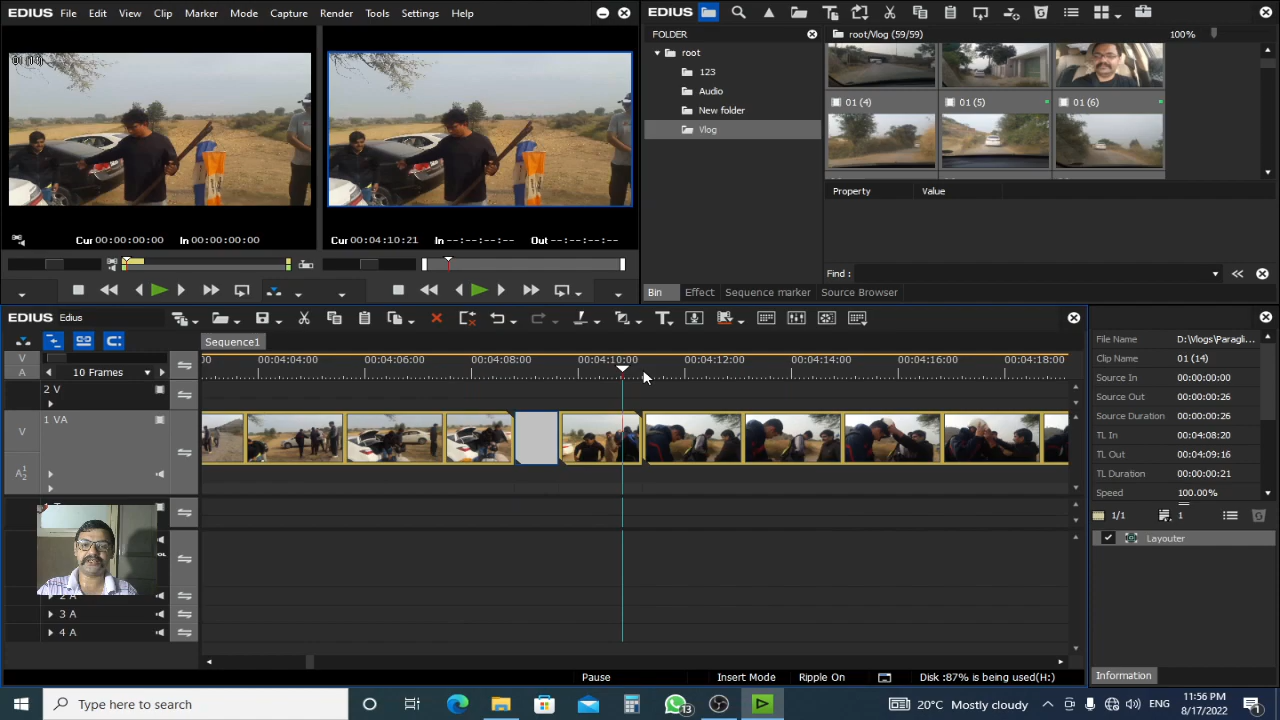 EDIUS File Edit View Clip Marker Mode Capture Render Tools Settings Help
Cur 00:00:00:00 In 00:00:00:00
Cur 00:04:10:21 In --:--:--:-- Out --:--:--:--
FOLDER
root
123
Audio
New folder
Vlog
root/Vlog (59/59) 100%
01 (4) 01 (5) 01 (6)
Property Value
Find :
Bin Effect Sequence marker Source Browser
EDIUS Edius
Sequence1
V
A
10 Frames
00:04:04:00 00:04:06:00 00:04:08:00 00:04:10:00 00:04:12:00 00:04:14:00 00:04:16:00 00:04:18:00
2 V
1 VA
V
A
3 A
4 A
File Name D:\Vlogs\Paragli...
Clip Name 01 (14)
Source In 00:00:00:00
Source Out 00:00:00:26
Source Duration 00:00:00:26
TL In 00:04:08:20
TL Out 00:04:09:16
TL Duration 00:00:00:21
Speed 100.00%
1/1 1
Layouter
Information
Pause Insert Mode Ripple On Disk :87% is being used(H:)
Type here to search
13
20°C Mostly cloudy
11:56 PM
8/17/2022
1